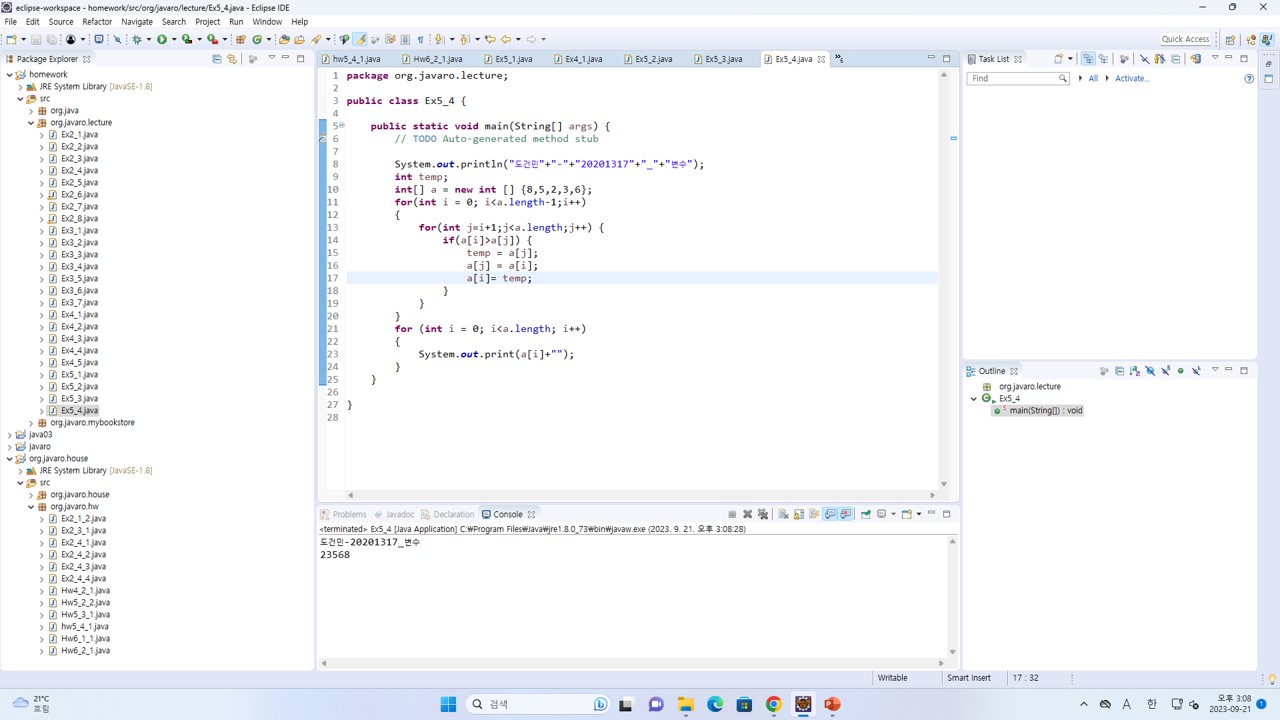 eclipse-workspace - homework/src/org/javaro/lecture/Ex5_4.java - Eclipse IDE
File Edit Source Refactor Navigate Search Project Run Window Help
Quick Access
Package Explorer
homework
JRE System Library [JavaSE-1.8]
src
org.java
org.javaro.lecture
Ex2_1.java
Ex2_2.java
Ex2_3.java
Ex2_4.java
Ex2_5.java
Ex2_6.java
Ex2_7.java
Ex2_8.java
Ex3_1.java
Ex3_2.java
Ex3_3.java
Ex3_4.java
Ex3_5.java
Ex3_6.java
Ex3_7.java
Ex4_1.java
Ex4_2.java
Ex4_3.java
Ex4_4.java
Ex4_5.java
Ex5_1.java
Ex5_2.java
Ex5_3.java
Ex5_4.java
org.javaro.mybookstore
java03
javaro
org.javaro.house
JRE System Library [JavaSE-1.8]
src
org.javaro.house
org.javaro.hw
Ex2_1_2.java
Ex2_3_1.java
Ex2_4_1.java
Ex2_4_2.java
Ex2_4_3.java
Ex2_4_4.java
Hw4_2_1.java
Hw5_2_2.java
Hw5_3_1.java
hw5_4_1.java
Hw6_1_1.java
Hw6_2_1.java
hw5_4_1.java Hw6_2_1.java Ex5_1.java Ex4_1.java Ex5_2.java Ex5_3.java Ex5_4.java »6
1 package org.javaro.lecture;
2
3 public class Ex5_4 {
4
5 public static void main(String[] args) {
6 // TODO Auto-generated method stub
7
8 System.out.println("도건민"+"-"+"20201317"+"_"+"변수");
9 int temp;
10 int[] a = new int [] {8,5,2,3,6};
11 for(int i = 0; i<a.length-1;i++)
12 {
13 for(int j=i+1;j<a.length;j++) {
14 if(a[i]>a[j]) {
15 temp = a[j];
16 a[j] = a[i];
17 a[i]= temp;
18 }
19 }
20 }
21 for (int i = 0; i<a.length; i++)
22 {
23 System.out.print(a[i]+"");
24 }
25 }
26
27 }
28
Problems Javadoc Declaration Console
<terminated> Ex5_4 [Java Application] C:₩Program Files₩Java₩jre1.8.0_73₩bin₩javaw.exe (2023. 9. 21. 오후 3:08:28)
도건민-20201317_변수
23568
Task List
Find All Activate...
Outline
org.javaro.lecture
Ex5_4
main(String[]) : void
Writable Smart Insert 17 : 32
21°C
흐림
검색
A 한
오후 3:08
2023-09-21